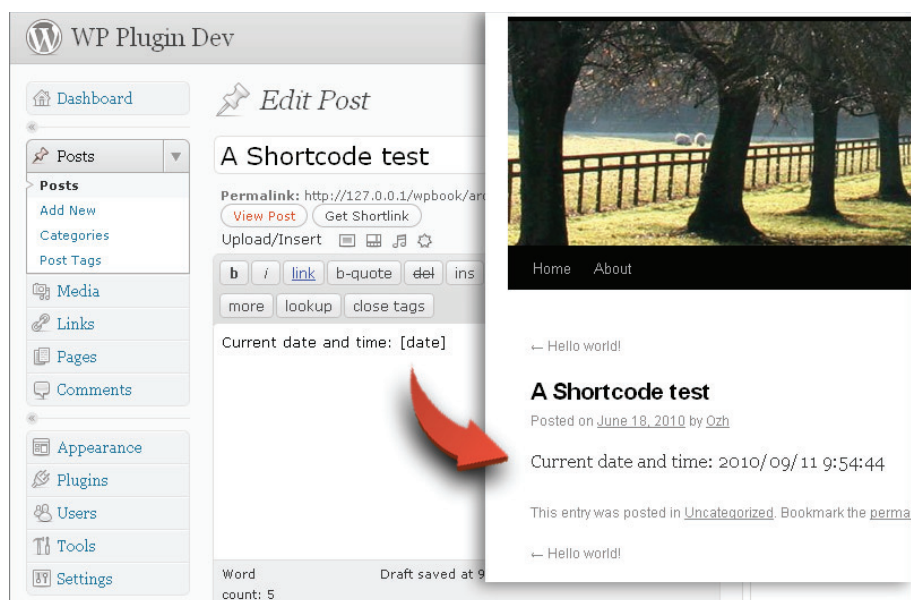 WP Plugin Dev
Dashboard
Posts
Posts
Add New
Categories
Post Tags
Media
Links
Pages
Comments
Appearance
Plugins
Users
Tools
Settings
Edit Post
A Shortcode test
Permalink: http://127.0.0.1/wpbook/arc
View Post Get Shortlink
Upload/Insert
b i link b-quote del ins
more lookup close tags
Current date and time: [date]
Word Draft saved at 9
count: 5
Home About
← Hello world!
A Shortcode test
Posted on June 18, 2010 by Ozh
Current date and time: 2010/09/11 9:54:44
This entry was posted in Uncategorized. Bookmark the perma
← Hello world!